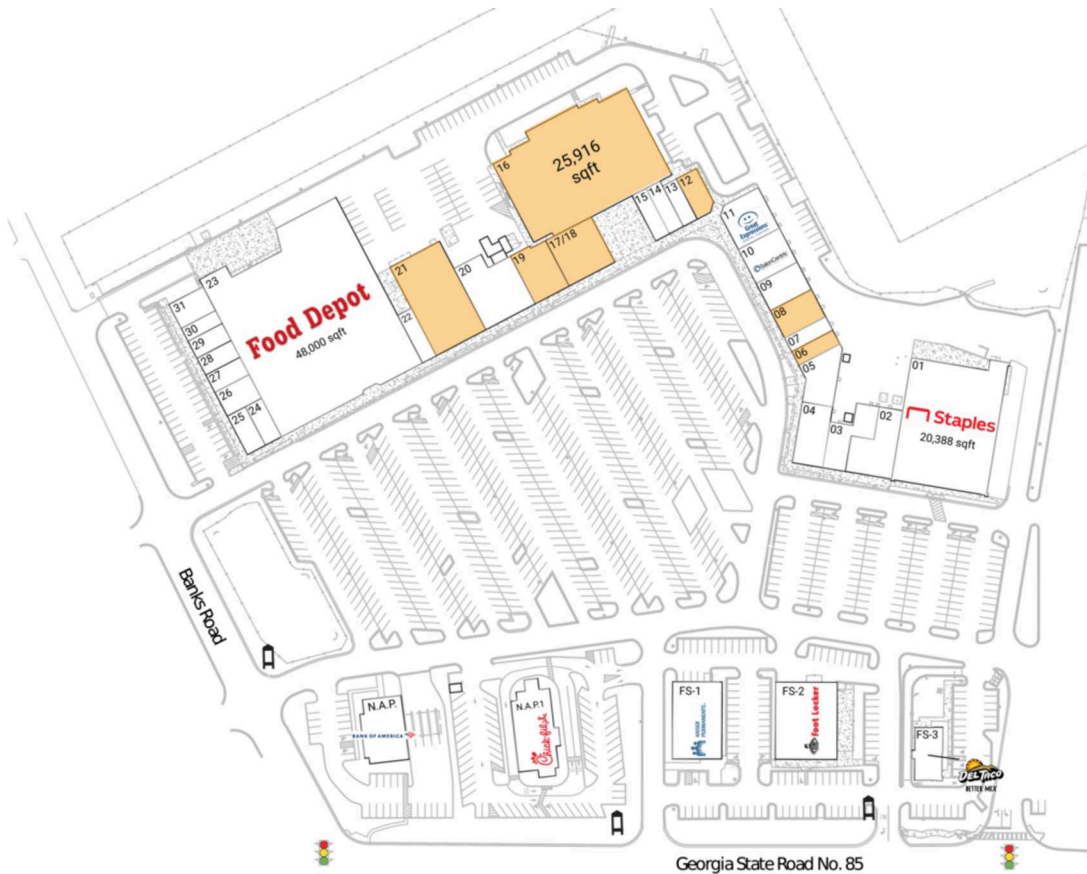 16
25,916
sqft
15
14
13
12
11
Great
Expressions
10
SalonCentric
09
08
07
06
05
04
03
02
01
Staples
20,388 sqft
17/18
19
20
21
22
23
Food Depot
48,000 sqft
31
30
29
28
27
26
25
24
Banks Road
N.A.P.
BANK OF AMERICA
N.A.P.1
Chick-fil-A
FS-1
KAISER
PERMANENTE
FS-2
Foot Locker
FS-3
DEL TACO
BETTER MEX
Georgia State Road No. 85